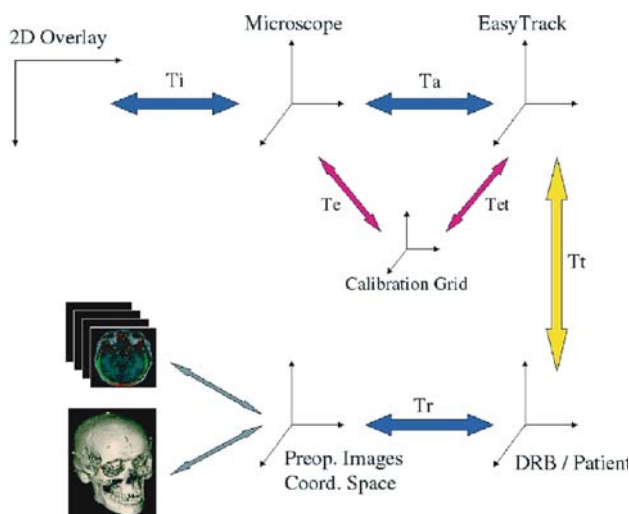 2D Overlay
Microscope
EasyTrack
Ti
Ta
Te
Tet
Calibration Grid
Tt
Tr
Preop. Images
Coord. Space
DRB / Patient